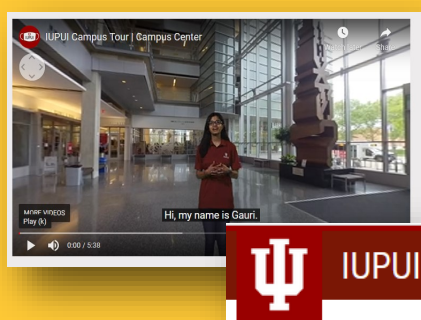 IUPUI Campus Tour | Campus Center
Watch later Share
Hi, my name is Gauri.
MORE VIDEOS
Play (k)
0:00 / 5:38
IUPUI